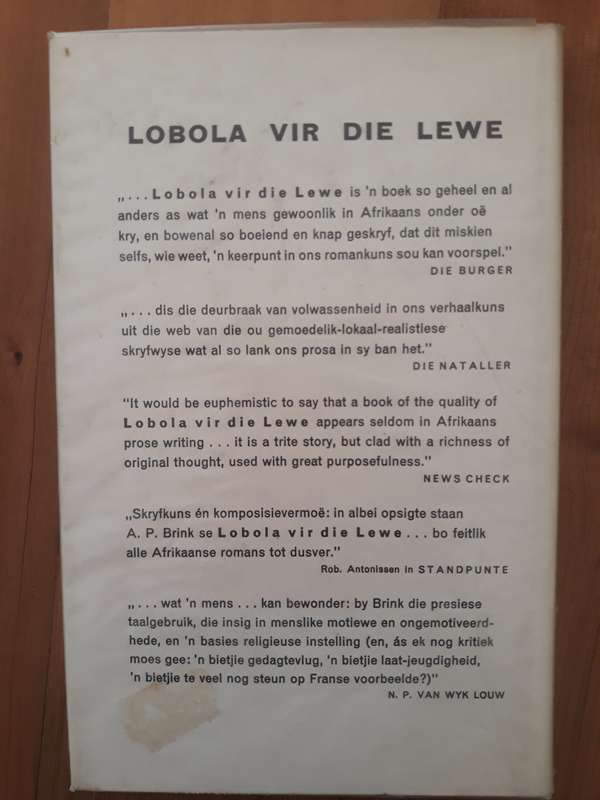 LOBOLA VIR DIE LEWE
„... Lobola vir die Lewe is 'n boek so geheel en al
anders as wat 'n mens gewoonlik in Afrikaans onder oë
kry, en bowenal so boeiend en knap geskryf, dat dit miskien
selfs, wie weet, 'n keerpunt in ons romankuns sou kan voorspel."
DIE BURGER
„... dis die deurbraak van volwassenheid in ons verhaalkuns
uit die web van die ou gemoedelik-lokaal-realistiese
skryfwyse wat al so lank ons prosa in sy ban het."
DIE NATALLER
"It would be euphemistic to say that a book of the quality of
Lobola vir die Lewe appears seldom in Afrikaans
prose writing ... it is a trite story, but clad with a richness of
original thought, used with great purposefulness."
NEWS CHECK
„Skryfkuns én komposisievermoë: in albei opsigte staan
A. P. Brink se Lobola vir die Lewe ... bo feitlik
alle Afrikaanse romans tot dusver."
Rob. Antonissen in STANDPUNTE
„... wat 'n mens ... kan bewonder: by Brink die presiese
taalgebruik, die insig in menslike motiewe en ongemotiveerd-
hede, en 'n basies religieuse instelling (en, ás ek nog kritiek
moes gee: 'n bietjie gedagtevlug, 'n bietjie laat-jeugdigheid,
'n bietjie te veel nog steun op Franse voorbeelde?)"
N. P. VAN WYK LOUW